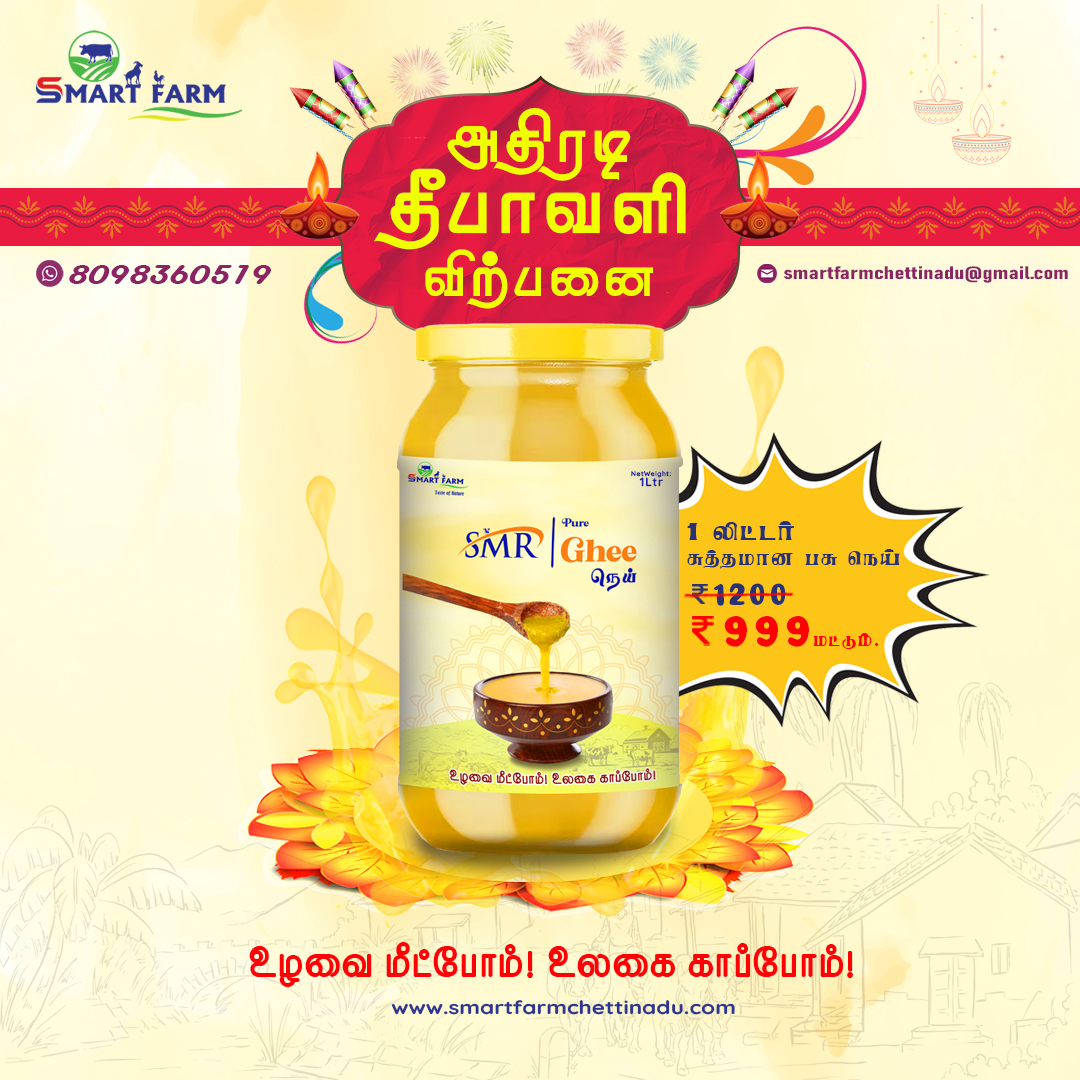 SMART FARM
அதிரடி
தீபாவளி
விற்பனை
8098360519
smartfarmchettinadu@gmail.com
SMART FARM
Taste of Nature
NetWeight:
1Ltr
SMR
Pure
Ghee
நெய்
உழவை மீட்போம்! உலகை காப்போம்!
1 லிட்டர்
சுத்தமான பசு நெய்
₹1200
₹999 மட்டும்.
உழவை மீட்போம்! உலகை காப்போம்!
www.smartfarmchettinadu.com